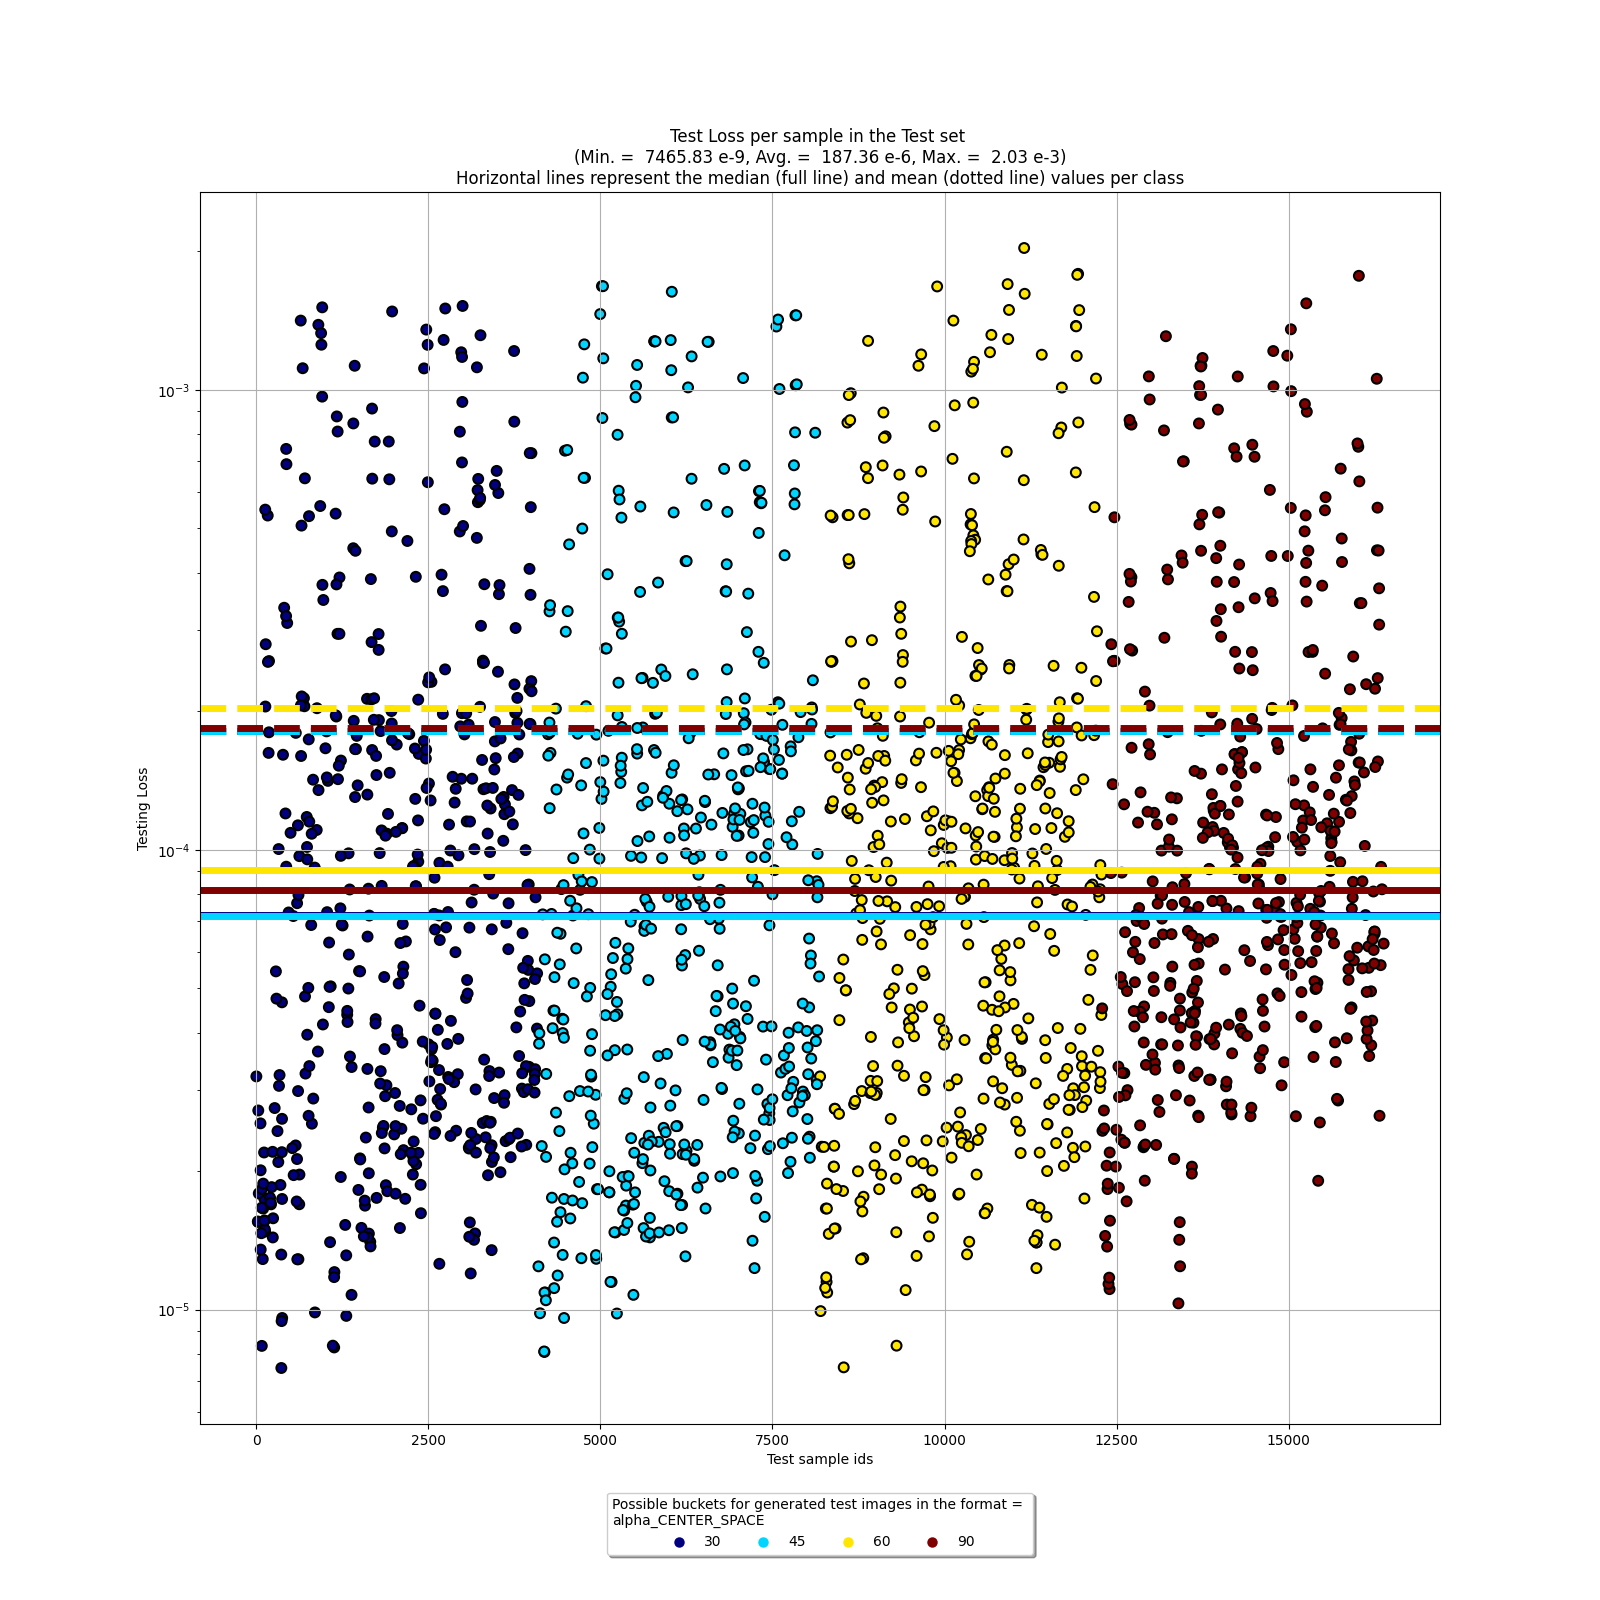 Test Loss per sample in the Test set
(Min. = 7465.83 e-9, Avg. = 187.36 e-6, Max. = 2.03 e-3)
Horizontal lines represent the median (full line) and mean (dotted line) values per class
Testing Loss
10⁻³
10⁻⁴
10⁻⁵
0 2500 5000 7500 10000 12500 15000
Test sample ids
Possible buckets for generated test images in the format =
alpha_CENTER_SPACE
30 45 60 90